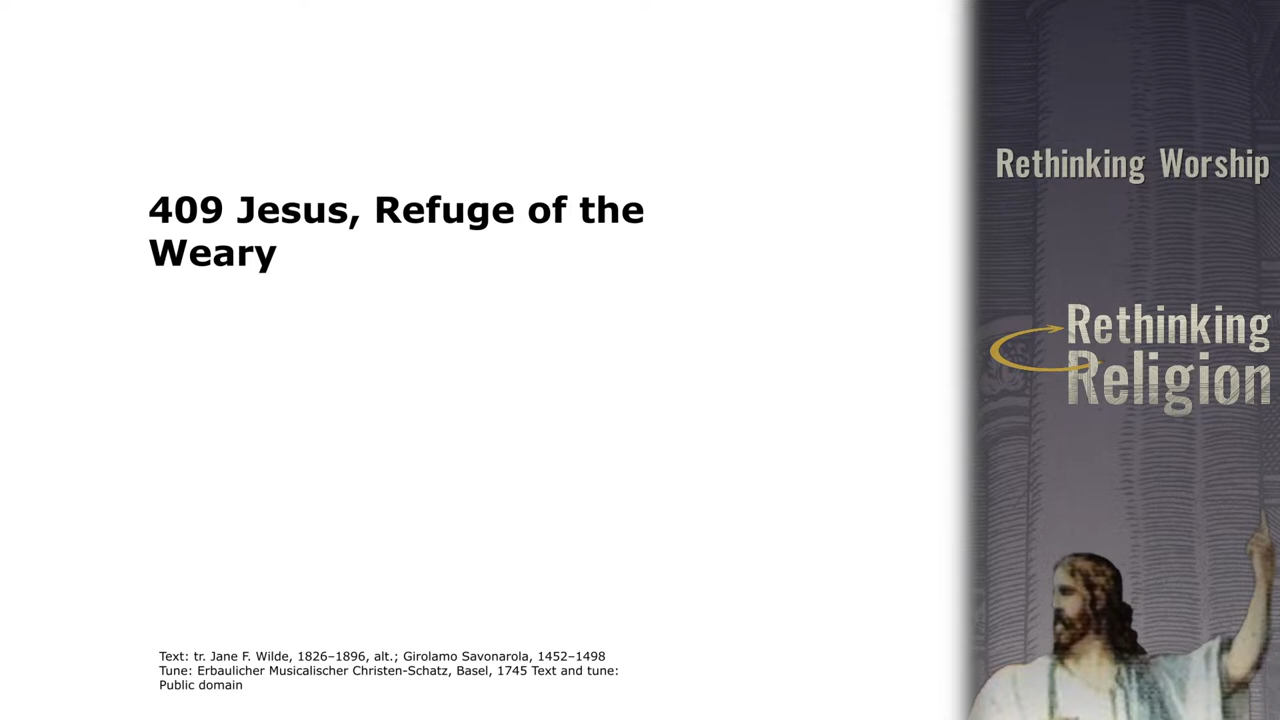 409 Jesus, Refuge of the
Weary
Text: tr. Jane F. Wilde, 1826–1896, alt.; Girolamo Savonarola, 1452–1498
Tune: Erbaulicher Musicalischer Christen-Schatz, Basel, 1745 Text and tune:
Public domain
Rethinking Worship
Rethinking
Religion